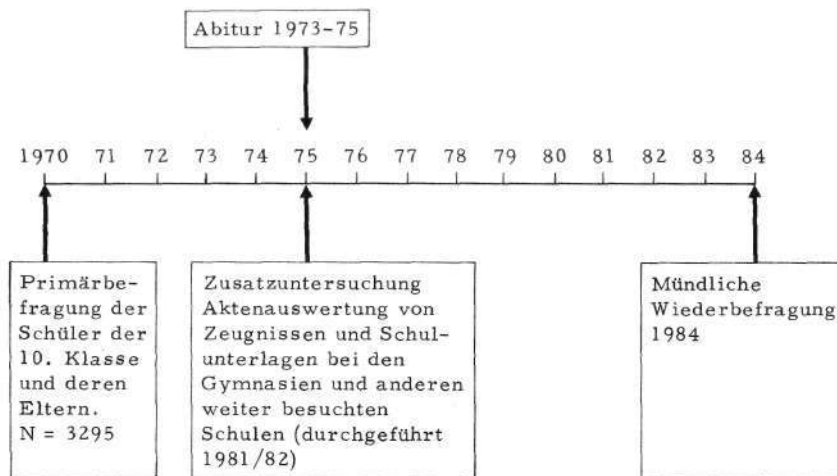 Abitur 1973-75
1970 71 72 73 74 75 76 77 78 79 80 81 82 83 84
Primärbe-
fragung der
Schüler der
10. Klasse
und deren
Eltern.
N = 3295
Zusatzuntersuchung
Aktenauswertung von
Zeugnissen und Schul-
unterlagen bei den
Gymnasien und anderen
weiter besuchten
Schulen (durchgeführt
1981/82)
Mündliche
Wiederbefragung
1984